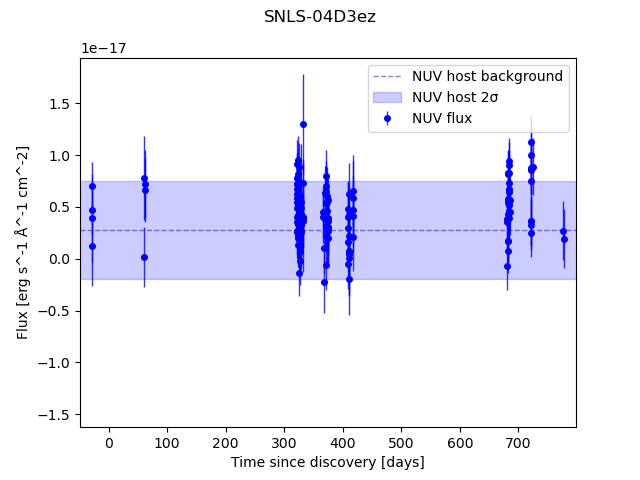 SNLS-04D3ez
1e−17
NUV host background
NUV host 2σ
NUV flux
1.5
1.0
0.5
0.0
−0.5
−1.0
−1.5
Flux [erg s^-1 Å^-1 cm^-2]
0 100 200 300 400 500 600 700
Time since discovery [days]